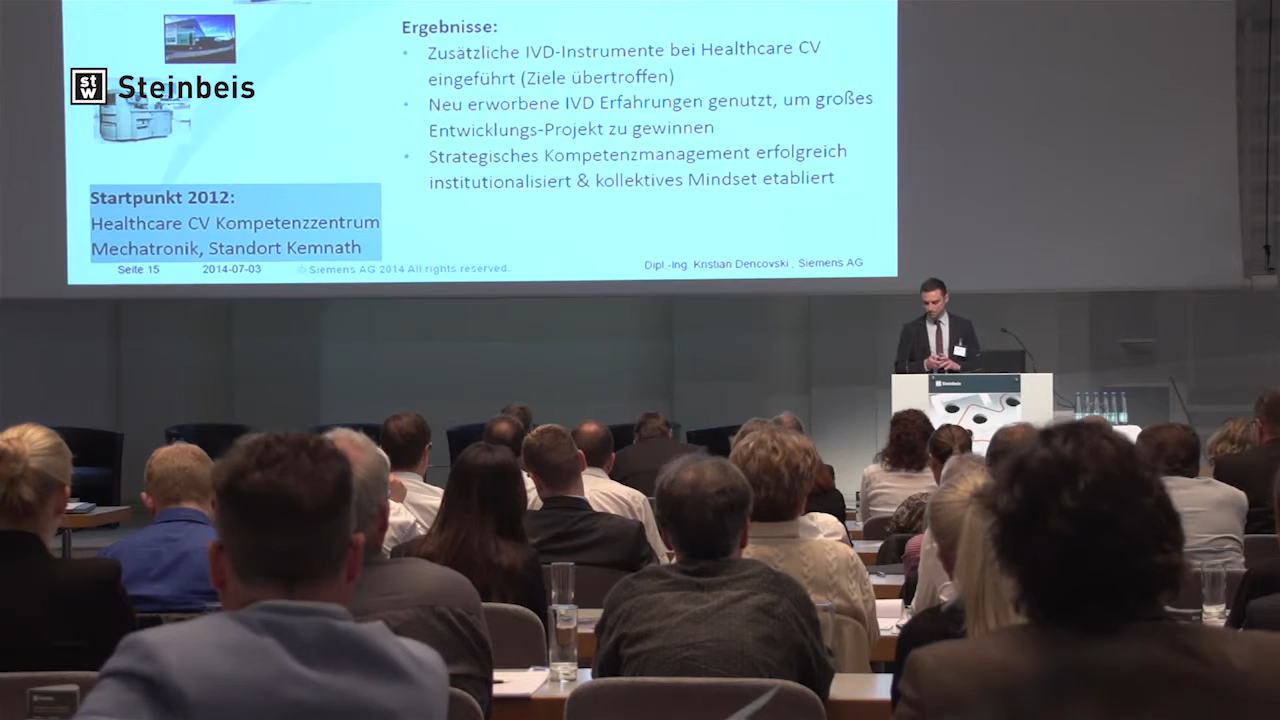 Ergebnisse:
• Zusätzliche IVD-Instrumente bei Healthcare CV
eingeführt (Ziele übertroffen)
• Neu erworbene IVD Erfahrungen genutzt, um großes
Entwicklungs-Projekt zu gewinnen
• Strategisches Kompetenzmanagement erfolgreich
institutionalisiert & kollektives Mindset etabliert
stw Steinbeis
Startpunkt 2012:
Healthcare CV Kompetenzzentrum
Mechatronik, Standort Kemnath
Seite 15 2014-07-03 © Siemens AG 2014 All rights reserved. Dipl.-Ing. Kristian Dencovski , Siemens AG
Steinbeis